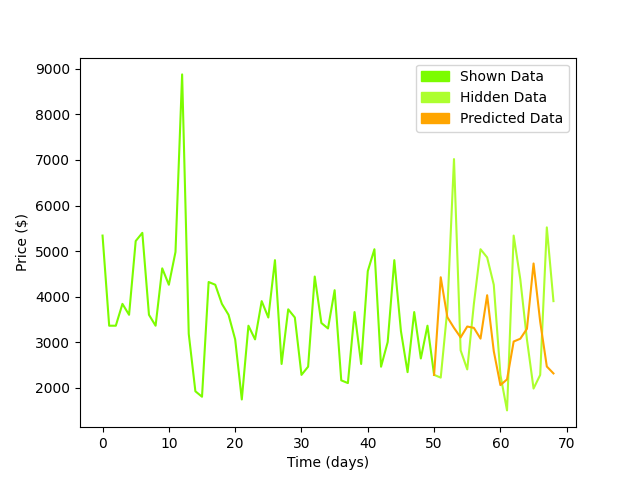 9000
8000
7000
6000
5000
4000
3000
2000
Price ($)
Shown Data
Hidden Data
Predicted Data
0 10 20 30 40 50 60 70
Time (days)